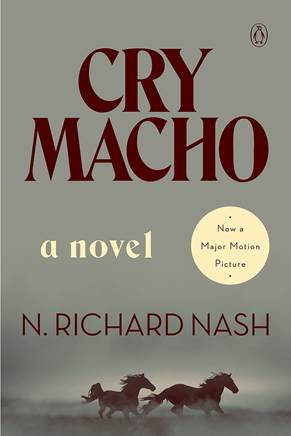 CRY
MACHO
a novel
Now a
Major Motion
Picture
N. RICHARD NASH